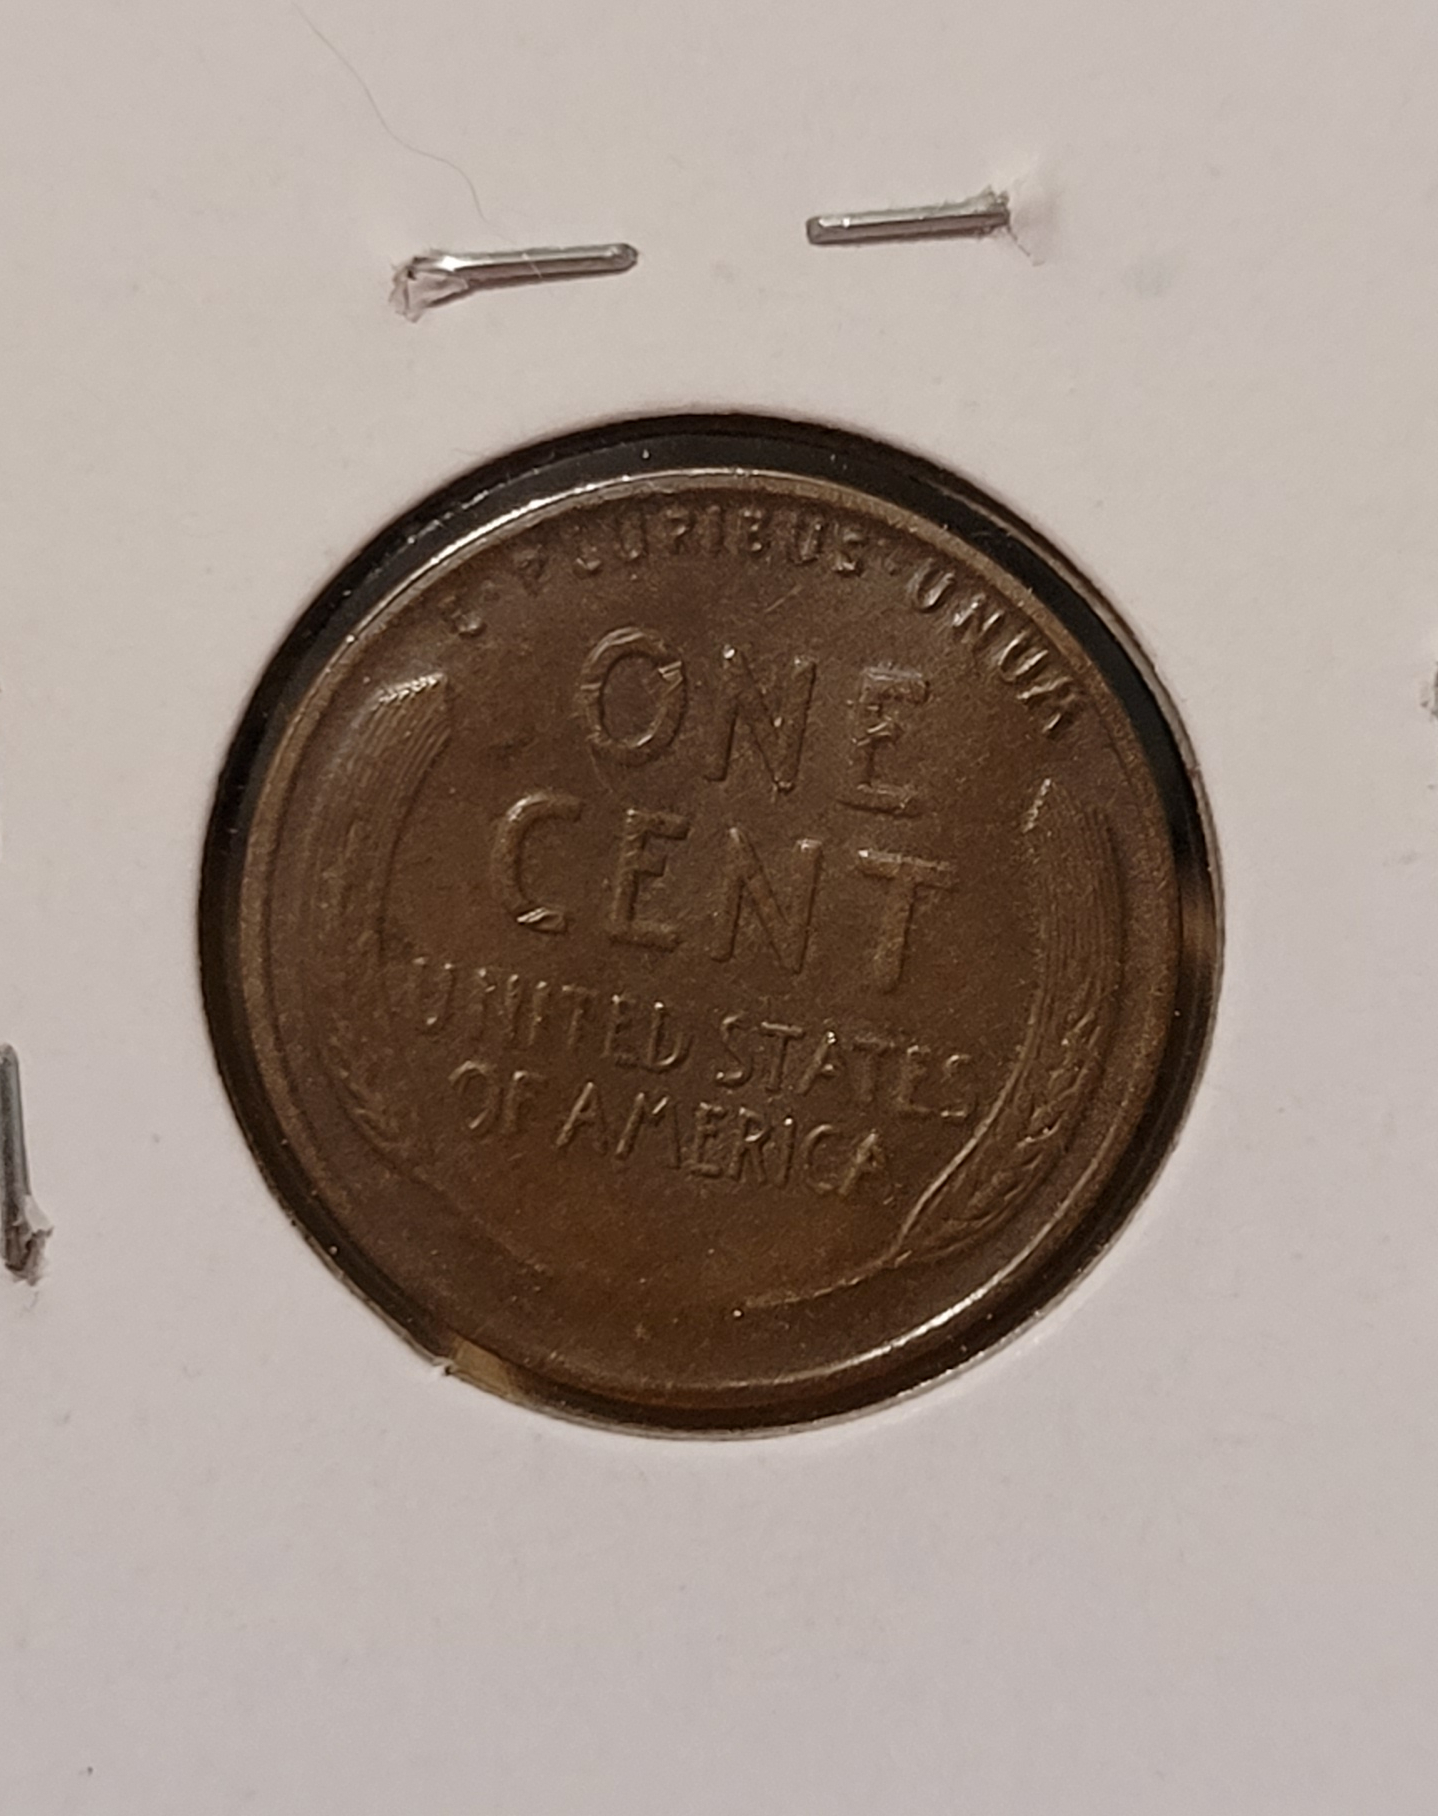 E·PLURIBUS·UNUM
ONE
CENT
UNITED STATES
OF AMERICA